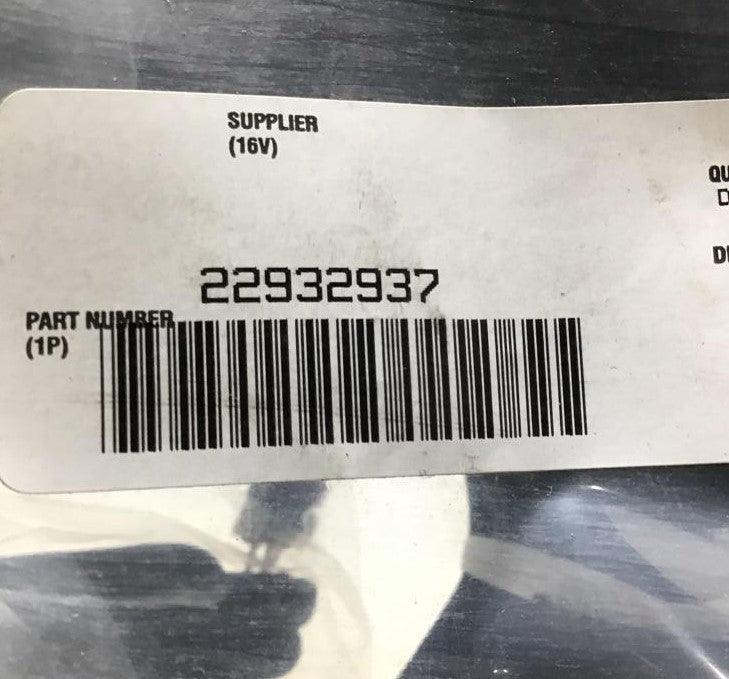 SUPPLIER
(16V)
22932937
PART NUMBER
(1P)